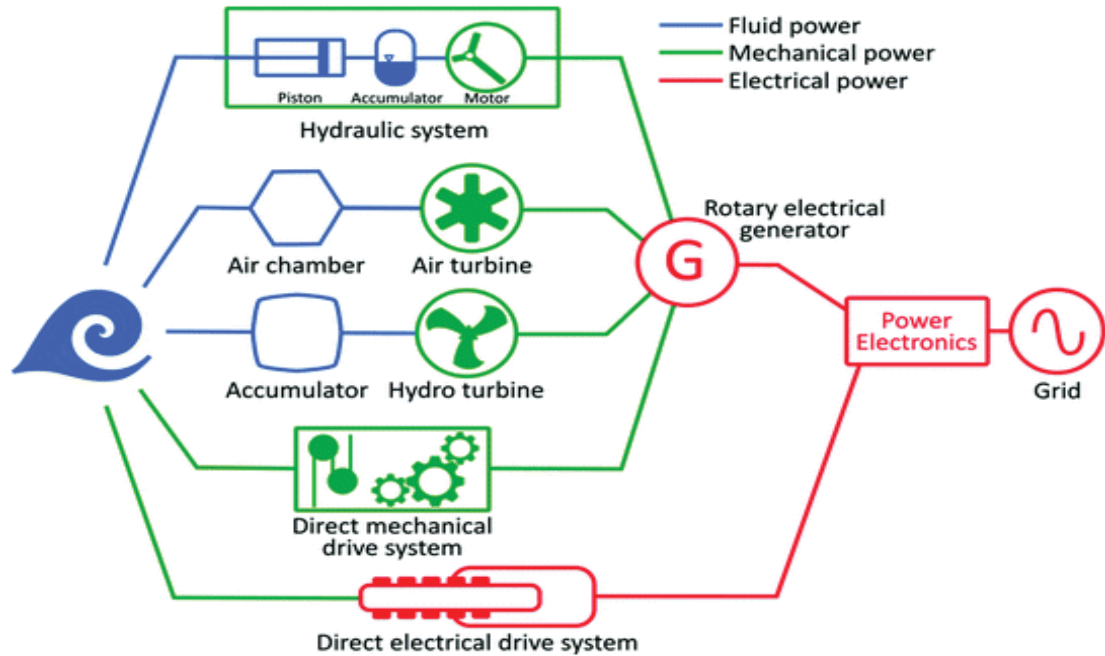 Fluid power
Mechanical power
Electrical power
Piston
Accumulator
Motor
Hydraulic system
Air chamber
Air turbine
Rotary electrical
generator
G
Accumulator
Hydro turbine
Power
Electronics
Grid
Direct mechanical
drive system
Direct electrical drive system